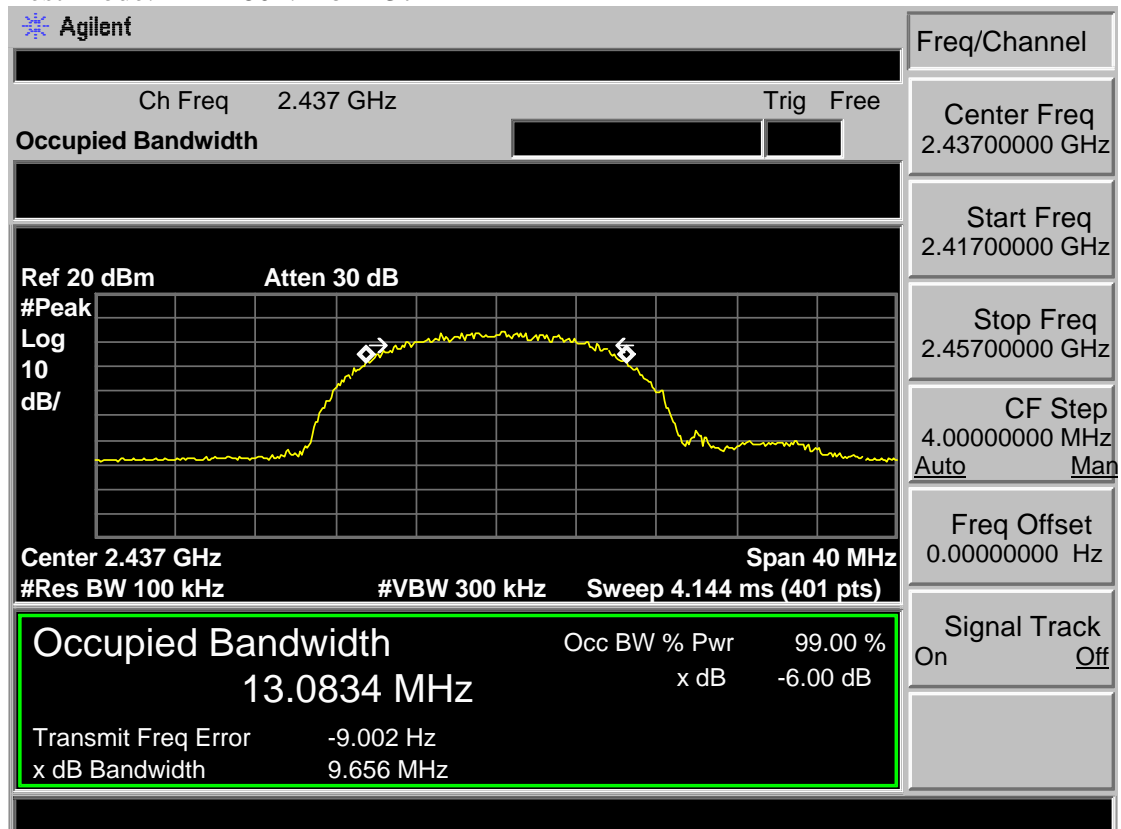 Agilent
Freq/Channel
Ch Freq 2.437 GHz Trig Free
Occupied Bandwidth
Center Freq
2.43700000 GHz
Start Freq
2.41700000 GHz
Stop Freq
2.45700000 GHz
CF Step
4.00000000 MHz
Auto Man
Freq Offset
0.00000000 Hz
Signal Track
On Off
Ref 20 dBm Atten 30 dB
#Peak
Log
10
dB/
Center 2.437 GHz Span 40 MHz
#Res BW 100 kHz #VBW 300 kHz Sweep 4.144 ms (401 pts)
Occupied Bandwidth Occ BW % Pwr 99.00 %
13.0834 MHz x dB -6.00 dB
Transmit Freq Error -9.002 Hz
x dB Bandwidth 9.656 MHz